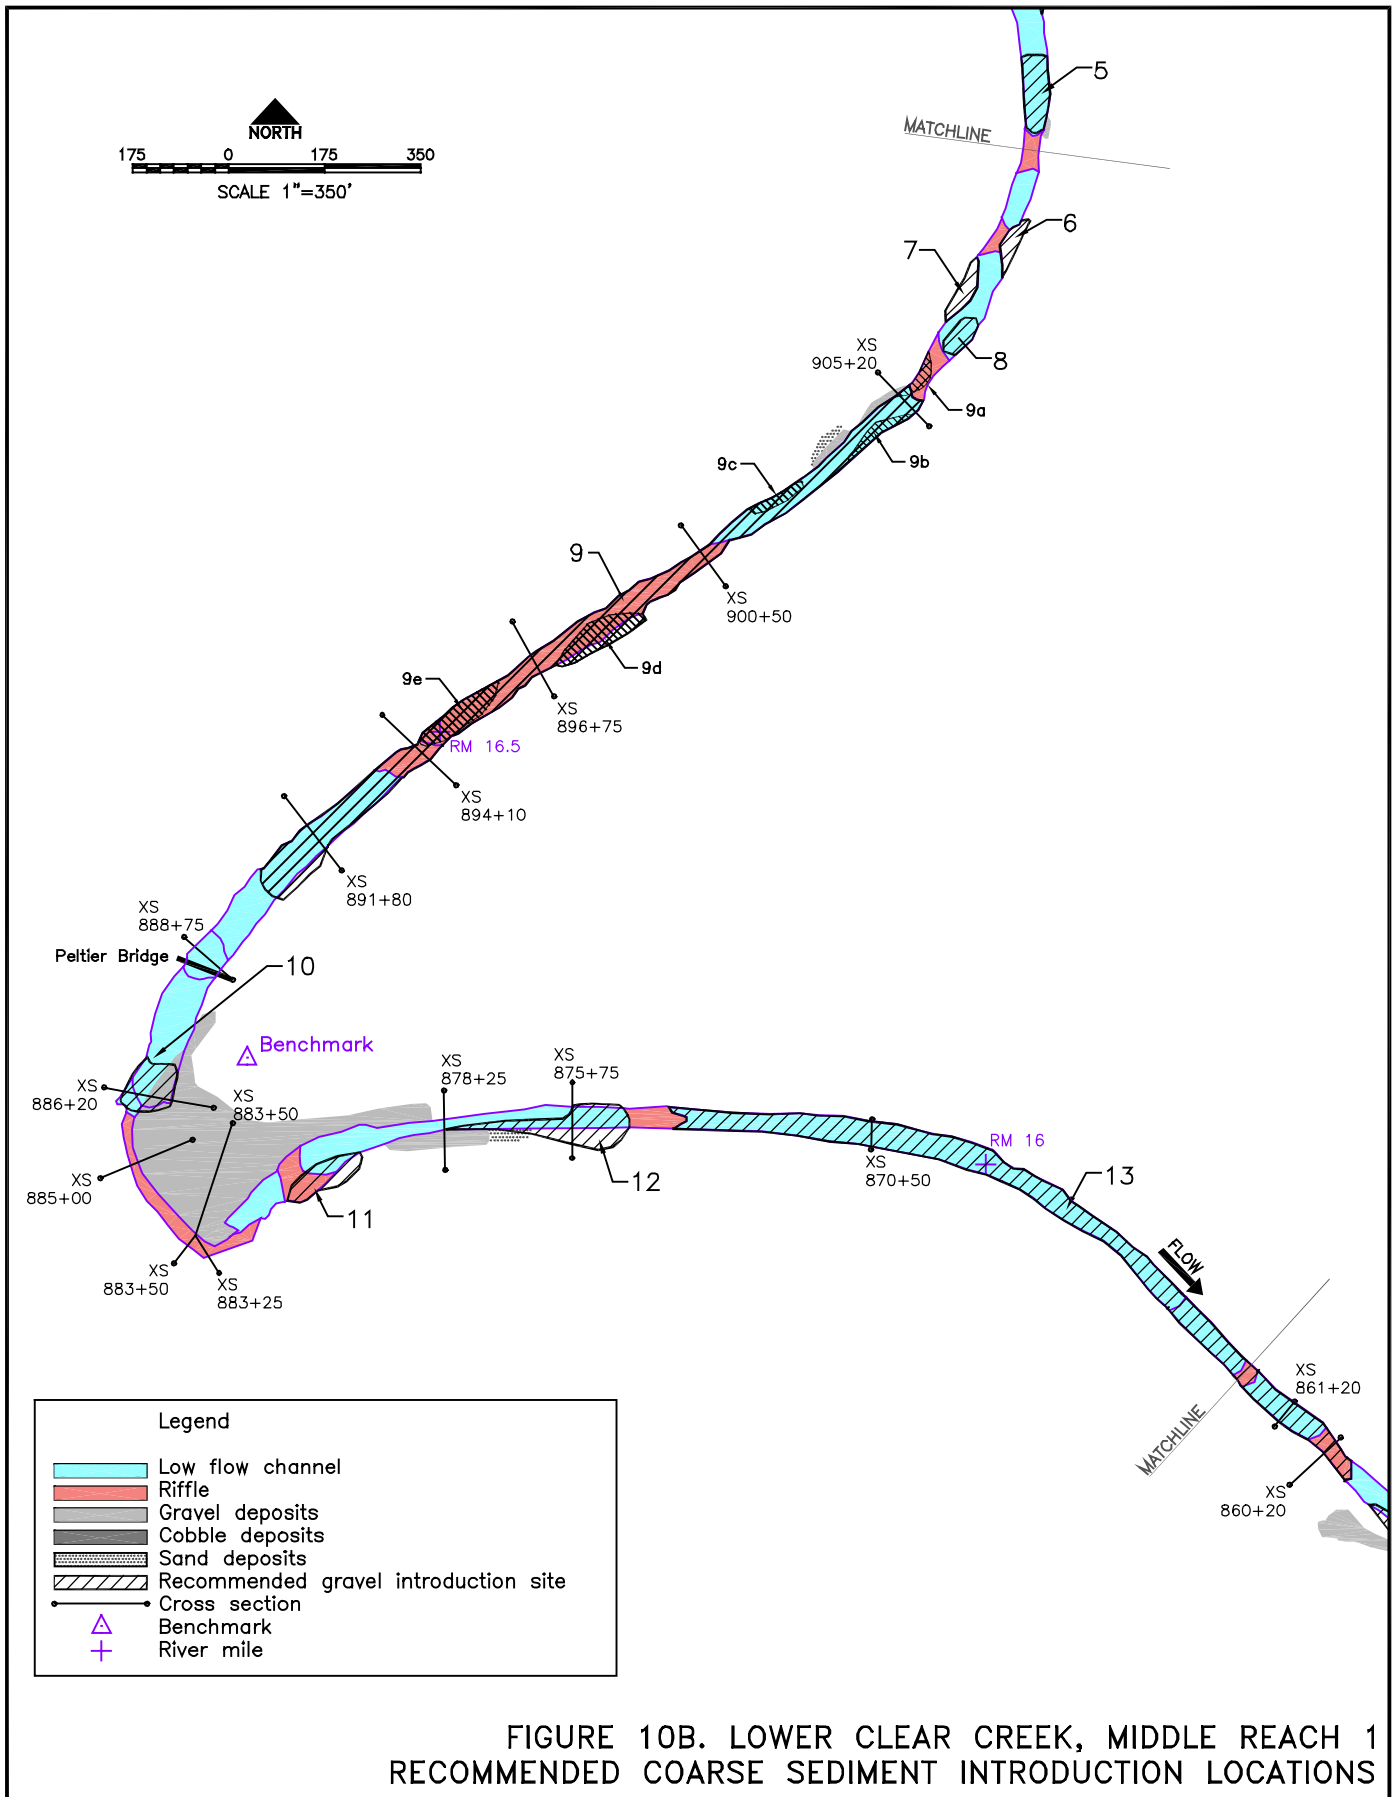 5
MATCHLINE
NORTH
175 0 175 350
SCALE 1"=350'
6
7
8
XS
905+20
9a
9b
9c
9
XS
900+50
9d
9e
XS
896+75
RM 16.5
XS
894+10
XS
891+80
XS
888+75
Peltier Bridge
10
Benchmark
XS
886+20
XS
883+50
XS
878+25
XS
875+75
RM 16
XS
885+00
XS
870+50
13
12
11
FLOW
XS
883+50
XS
883+25
XS
861+20
MATCHLINE
XS
860+20
Legend
Low flow channel
Riffle
Gravel deposits
Cobble deposits
Sand deposits
Recommended gravel introduction site
Cross section
Benchmark
River mile
FIGURE 10B. LOWER CLEAR CREEK, MIDDLE REACH 1
RECOMMENDED COARSE SEDIMENT INTRODUCTION LOCATIONS